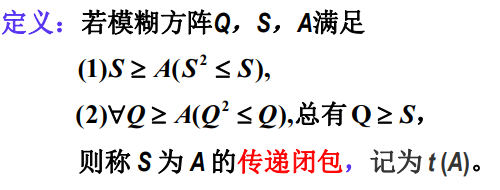 定义：若模糊方阵Q，S，A满足
(1)S ≥ A(S² ≤ S),
(2)∀Q ≥ A(Q² ≤ Q),总有 Q ≥ S，
则称 S 为 A 的传递闭包，记为 t (A)。